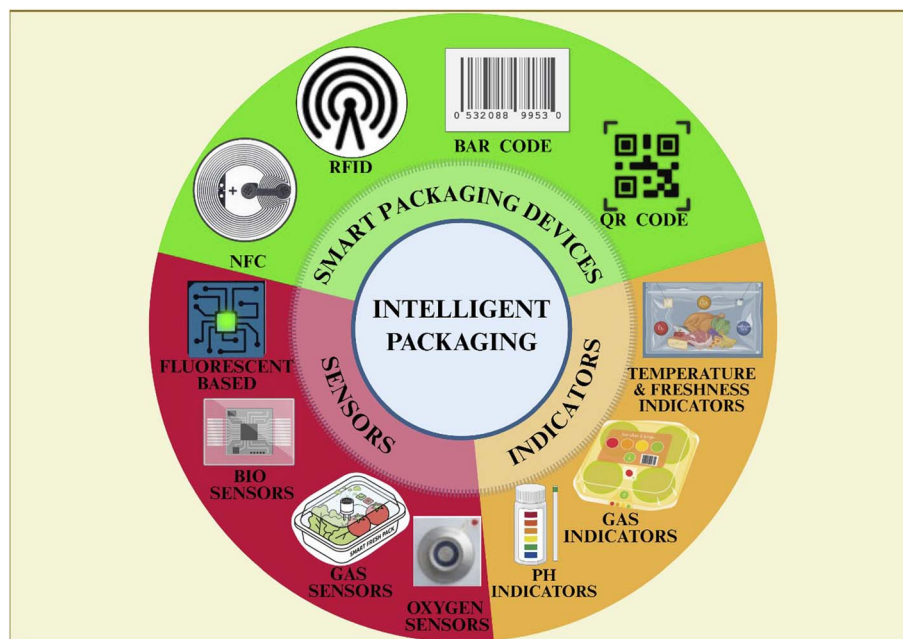 RFID
0 532088 9953 0
BAR CODE
QR CODE
NFC
SMART PACKAGING DEVICES
INTELLIGENT
PACKAGING
SENSORS
INDICATORS
FLUORESCENT
BASED
BIO
SENSORS
SMART FRESH PACK
GAS
SENSORS
OXYGEN
SENSORS
TEMPERATURE
& FRESHNESS
INDICATORS
GAS
INDICATORS
PH
INDICATORS